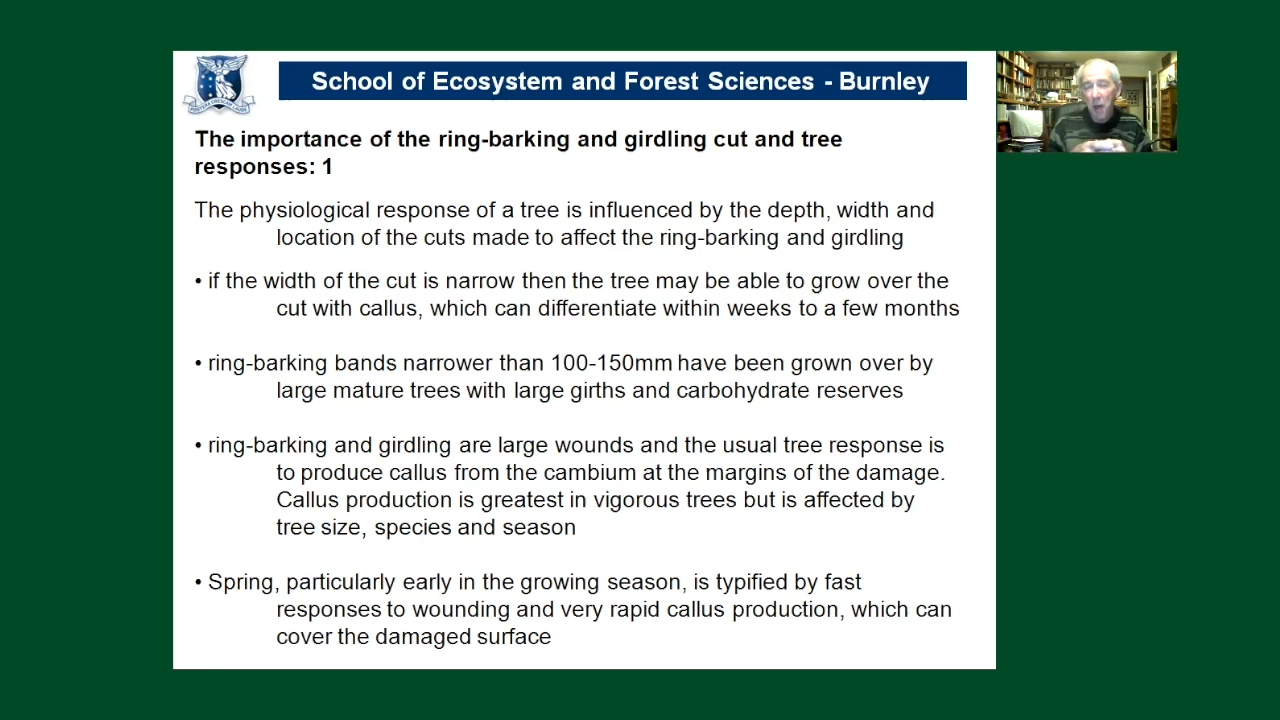 School of Ecosystem and Forest Sciences - Burnley
The importance of the ring-barking and girdling cut and tree
responses: 1
The physiological response of a tree is influenced by the depth, width and
location of the cuts made to affect the ring-barking and girdling
• if the width of the cut is narrow then the tree may be able to grow over the
cut with callus, which can differentiate within weeks to a few months
• ring-barking bands narrower than 100-150mm have been grown over by
large mature trees with large girths and carbohydrate reserves
• ring-barking and girdling are large wounds and the usual tree response is
to produce callus from the cambium at the margins of the damage.
Callus production is greatest in vigorous trees but is affected by
tree size, species and season
• Spring, particularly early in the growing season, is typified by fast
responses to wounding and very rapid callus production, which can
cover the damaged surface